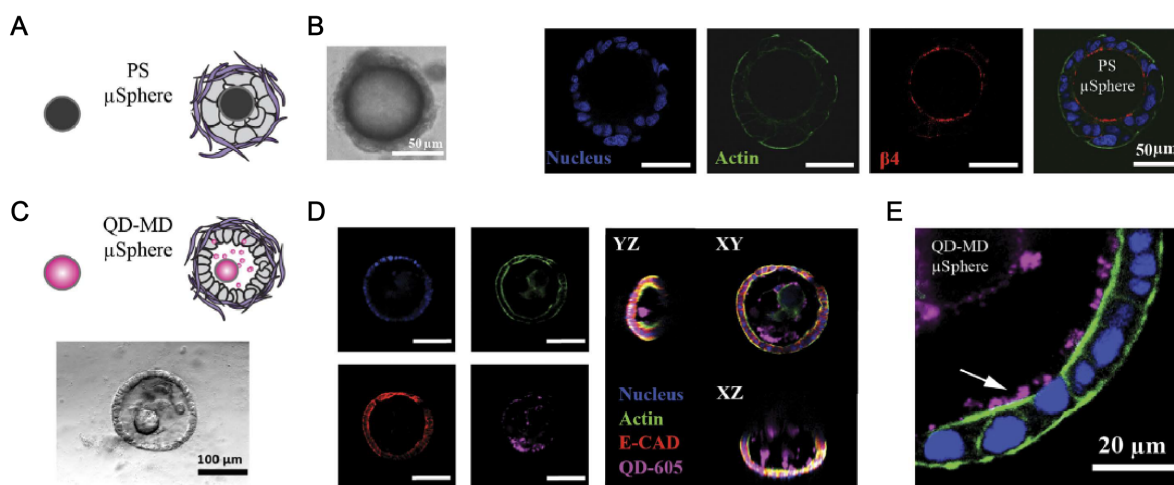 A
PS
µSphere
B
50 µm
Nucleus
Actin
β4
PS
µSphere
50µm
C
QD-MD
µSphere
100 µm
D
YZ
XY
Nucleus
Actin
E-CAD
QD-605
XZ
E
QD-MD
µSphere
20 µm